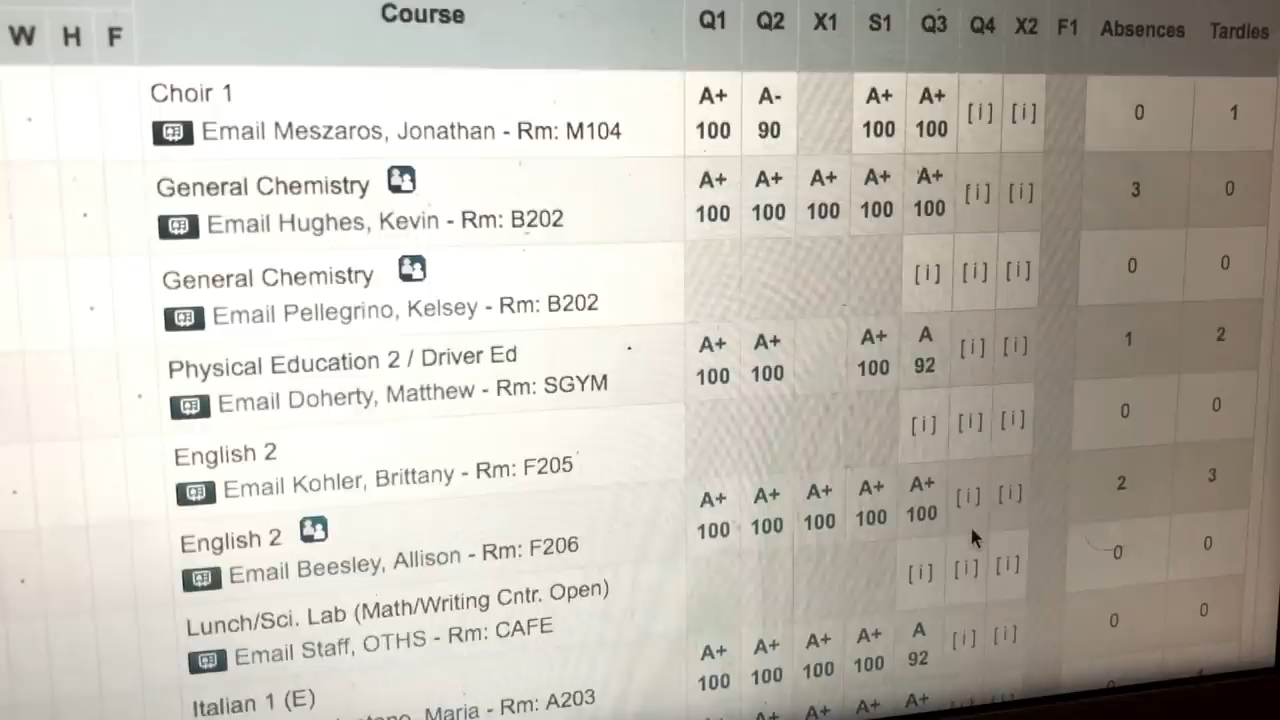 W H F Course Q1 Q2 X1 S1 Q3 Q4 X2 F1 Absences Tardies
Choir 1
Email Meszaros, Jonathan - Rm: M104
A+ A- A+ A+ [i] [i] 0 1
100 90 100 100
General Chemistry
Email Hughes, Kevin - Rm: B202
A+ A+ A+ A+ A+ [i] [i] 3 0
100 100 100 100 100
General Chemistry
Email Pellegrino, Kelsey - Rm: B202
[i] [i] [i] 0 0
Physical Education 2 / Driver Ed
Email Doherty, Matthew - Rm: SGYM
A+ A+ A+ A [i] [i] 1 2
100 100 100 92
English 2
Email Kohler, Brittany - Rm: F205
[i] [i] [i] 0 0
English 2
Email Beesley, Allison - Rm: F206
A+ A+ A+ A+ A+ [i] [i] 2 3
100 100 100 100 100
Lunch/Sci. Lab (Math/Writing Cntr. Open)
Email Staff, OTHS - Rm: CAFE
[i] [i] [i] 0 0
Italian 1 (E)
Maria - Rm: A203
A+ A+ A+ A+ A [i] [i] 0 0
100 100 100 100 92
A+ A+ A+ A+